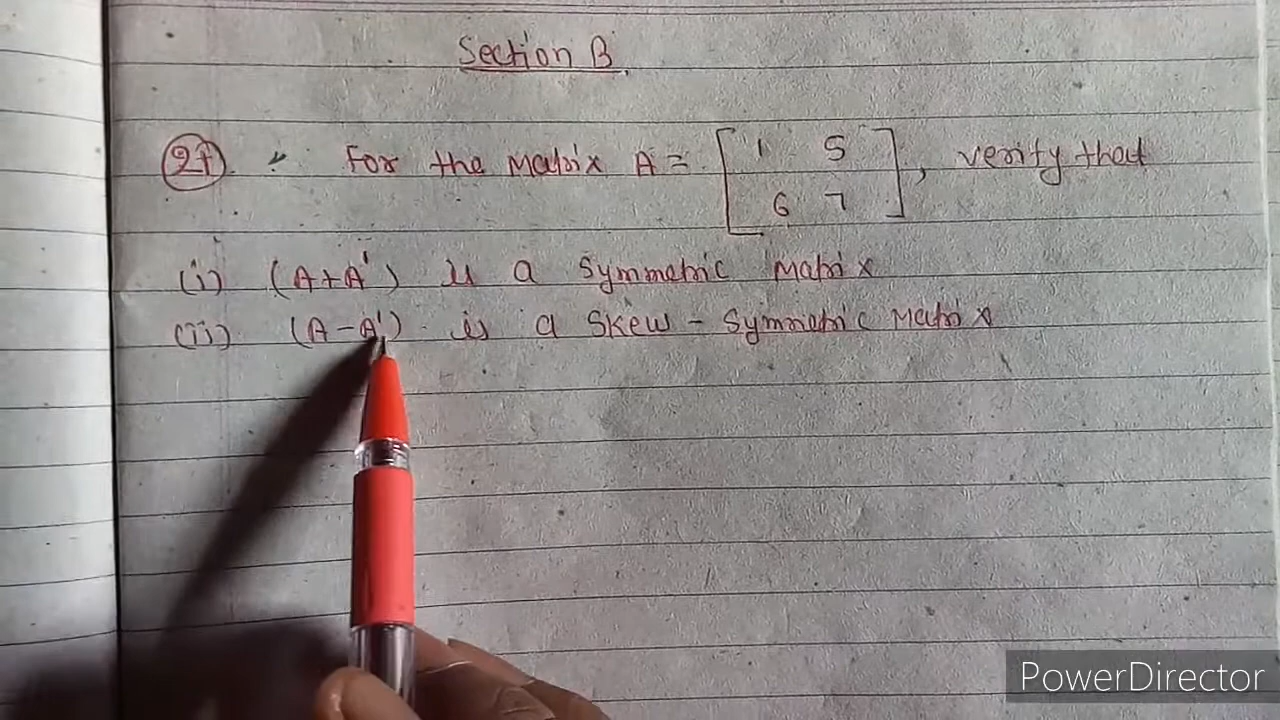 Section B
27. For the Matrix A = [ 1 5 ], verify that
6 7
(i) (A+A') is a Symmetric Matrix
(ii) (A-A') is a Skew-Symmetric Matrix
PowerDirector